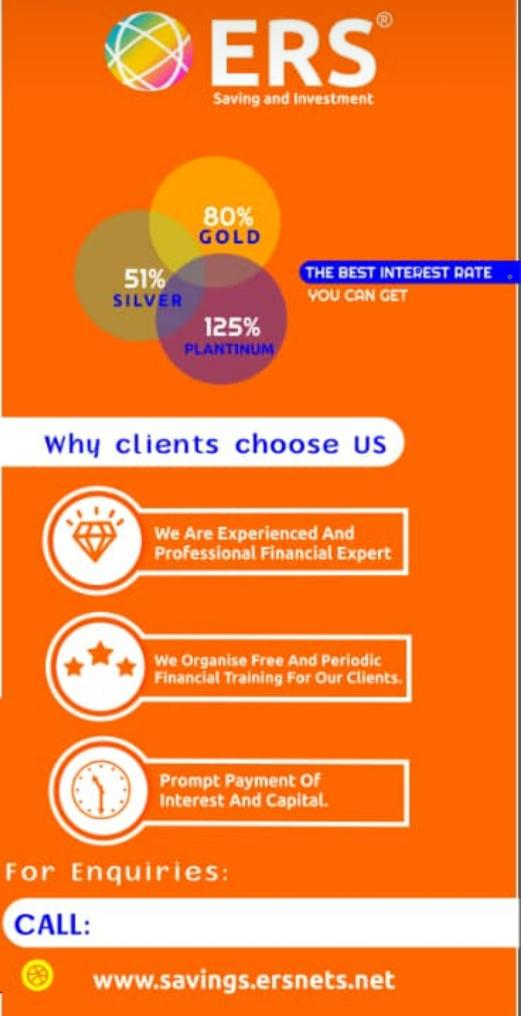 ERS®
Saving and Investment
80%
GOLD
51%
SILVER
125%
PLANTINUM
THE BEST INTEREST RATE
YOU CAN GET
Why clients choose US
We Are Experienced And
Professional Financial Expert
We Organise Free And Periodic
Financial Training For Our Clients.
Prompt Payment Of
Interest And Capital.
For Enquiries:
CALL:
www.savings.ersnets.net